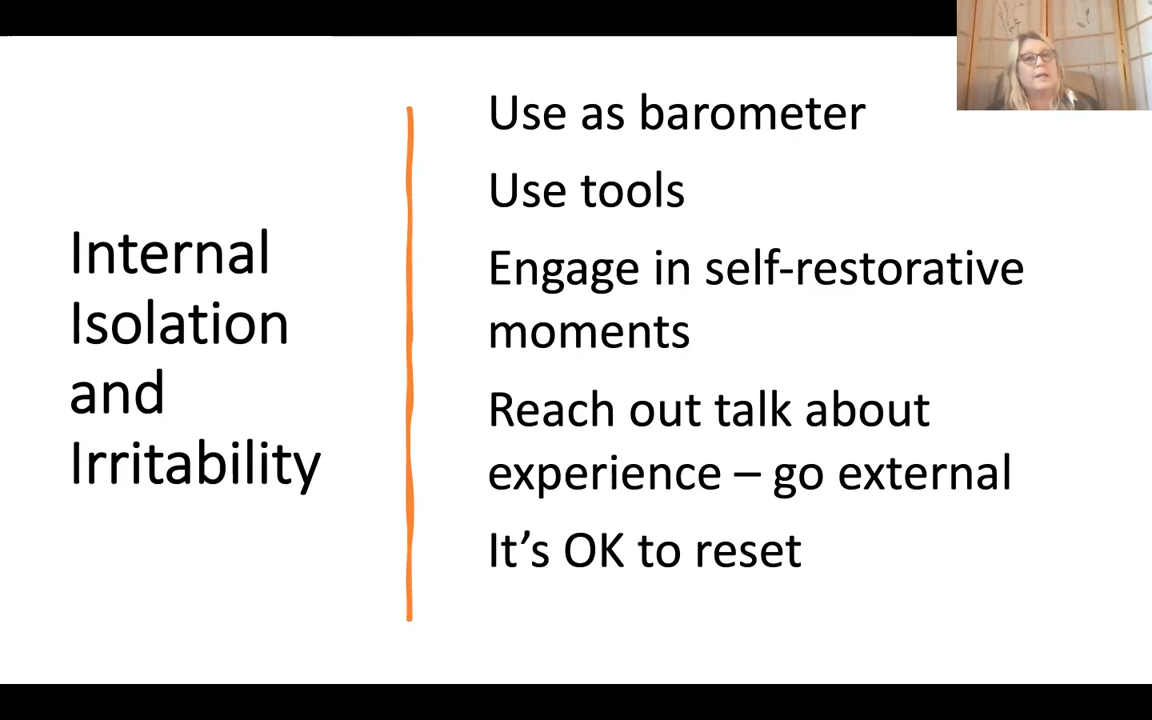 Internal
Isolation
and
Irritability
Use as barometer
Use tools
Engage in self-restorative
moments
Reach out talk about
experience – go external
It’s OK to reset